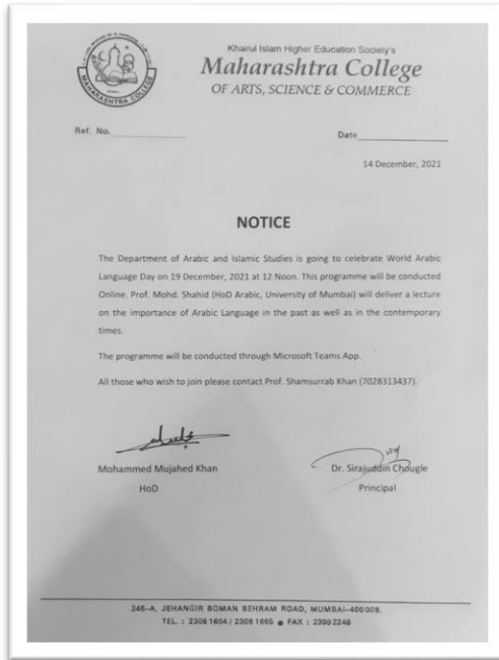 MAHARASHTRA COLLEGE
Khairul Islam Higher Education Society's
Maharashtra College
OF ARTS, SCIENCE & COMMERCE
Ref. No.
Date
14 December, 2021
NOTICE
The Department of Arabic and Islamic Studies is going to celebrate World Arabic
Language Day on 19 December, 2021 at 12 Noon. This programme will be conducted
Online. Prof. Mohd. Shahid (HoD Arabic, University of Mumbai) will deliver a lecture
on the importance of Arabic Language in the past as well as in the contemporary
times.
The programme will be conducted through Microsoft Teams App.
All those who wish to join please contact Prof. Shamsurrab Khan (7028313437).
Mohammed Mujahed Khan
HoD
Dr. Sirajuddin Chougle
Principal
246-A, JEHANGIR BOMAN BEHRAM ROAD, MUMBAI-400008.
TEL. : 2308 1664 / 2308 1665 ● FAX : 2309 2248